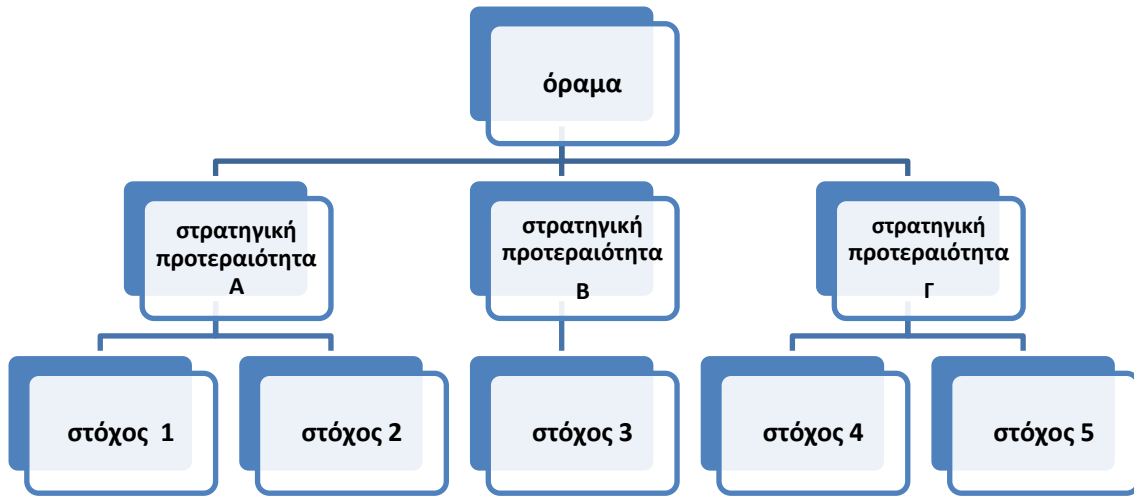 όραμα
στρατηγική
προτεραιότητα
Α
στρατηγική
προτεραιότητα
Β
στρατηγική
προτεραιότητα
Γ
στόχος 1
στόχος 2
στόχος 3
στόχος 4
στόχος 5